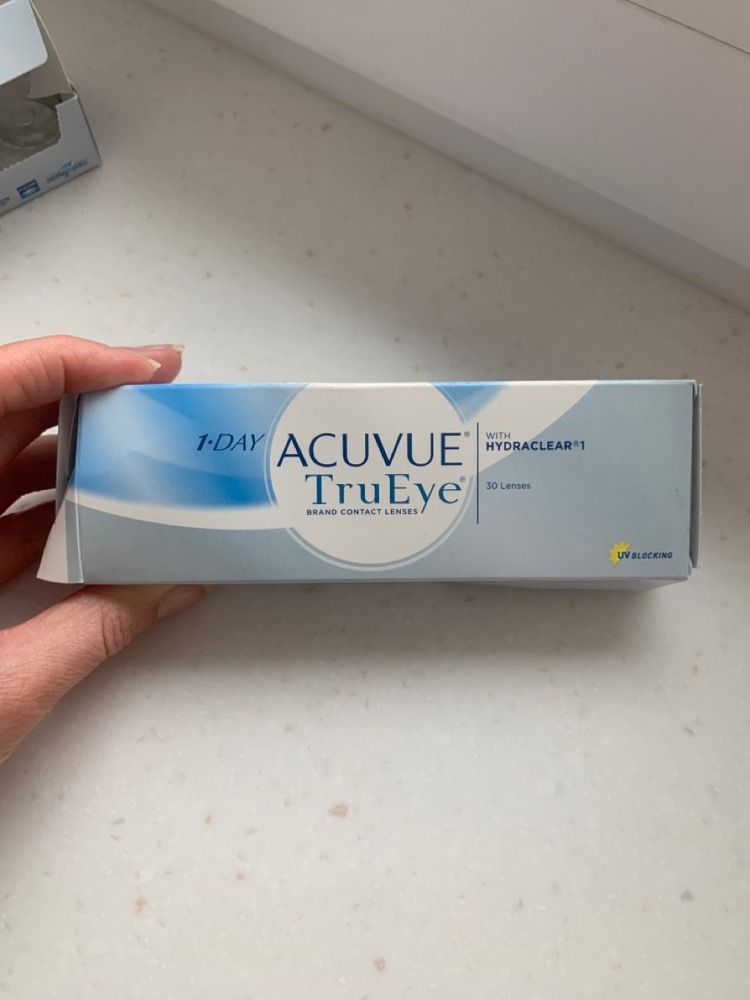 1·DAY ACUVUE®
TruEye®
BRAND CONTACT LENSES
WITH
HYDRACLEAR®1
30 Lenses
UV BLOCKING